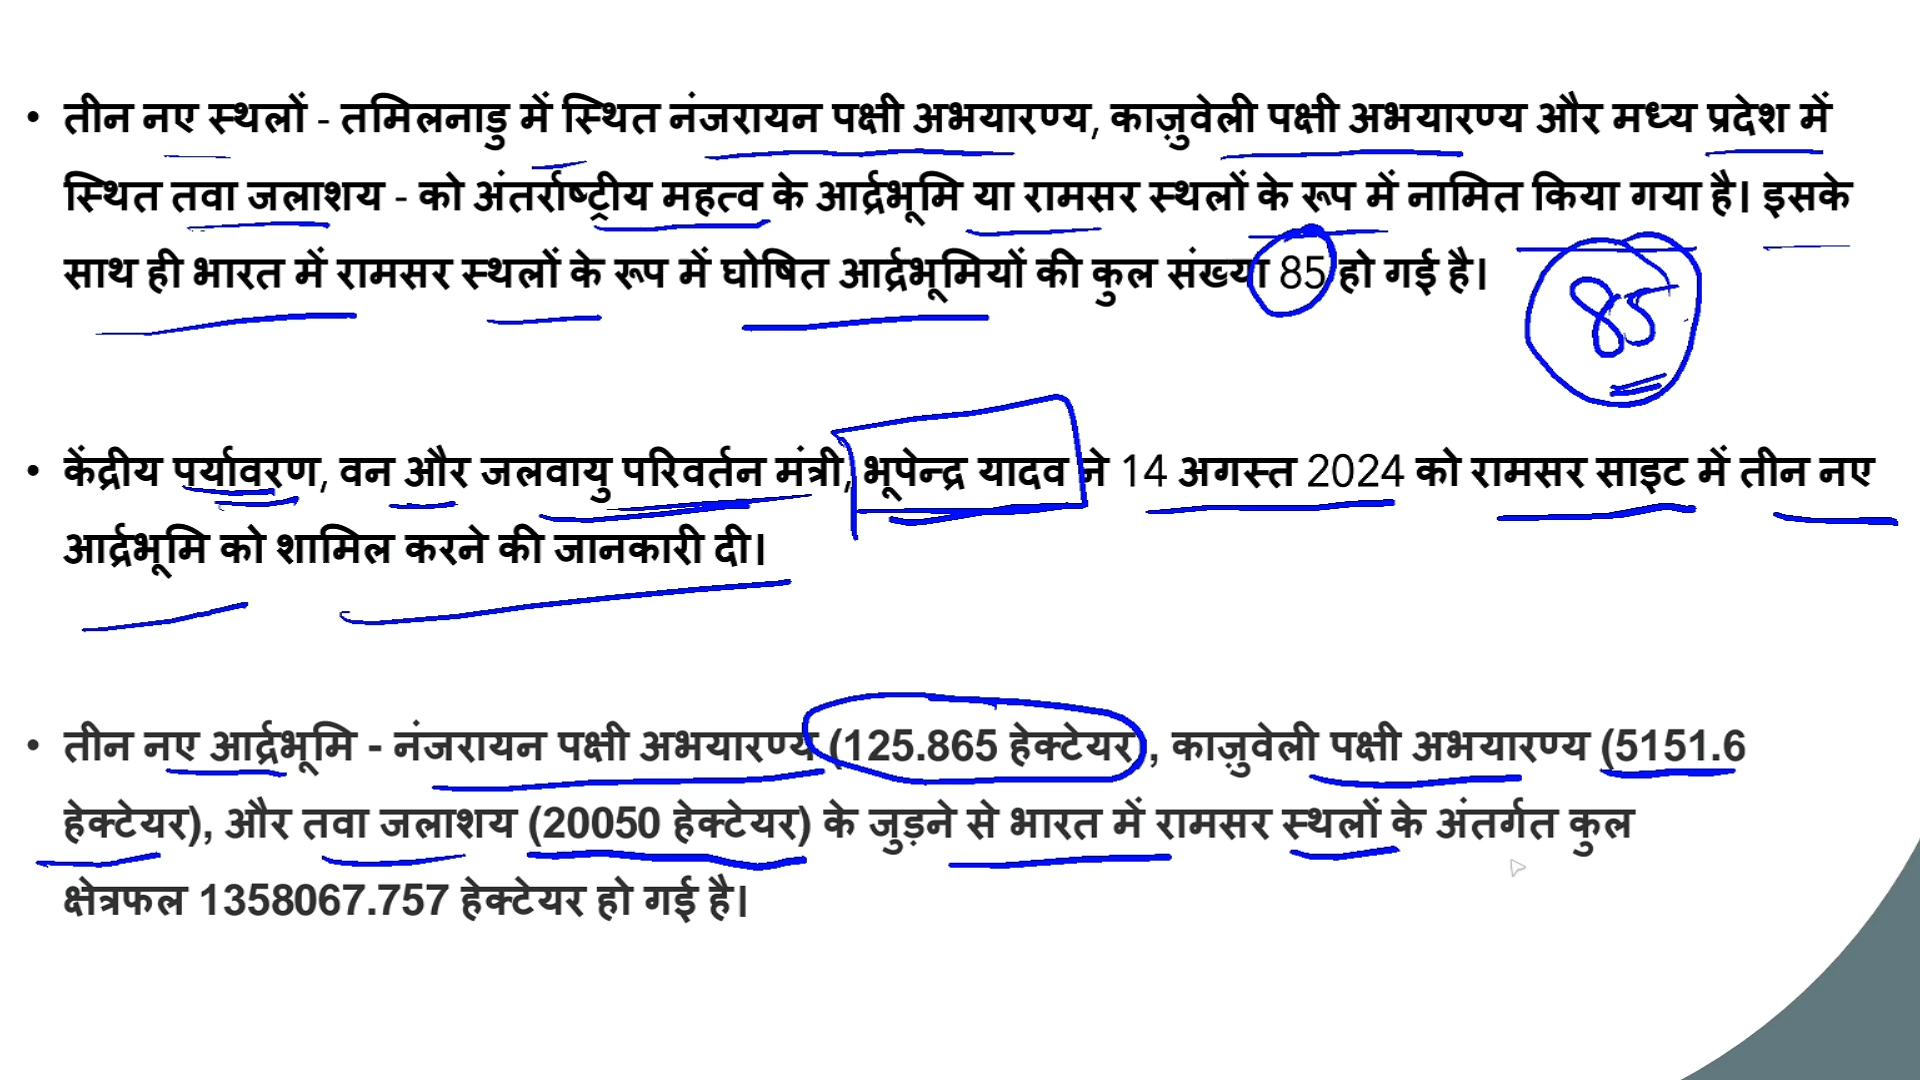 • तीन नए स्थलों - तमिलनाडु में स्थित नंजरायन पक्षी अभयारण्य, काज़ुवेली पक्षी अभयारण्य और मध्य प्रदेश में
स्थित तवा जलाशय - को अंतर्राष्ट्रीय महत्व के आर्द्रभूमि या रामसर स्थलों के रूप में नामित किया गया है। इसके
साथ ही भारत में रामसर स्थलों के रूप में घोषित आर्द्रभूमियों की कुल संख्या 85 हो गई है।
85
• केंद्रीय पर्यावरण, वन और जलवायु परिवर्तन मंत्री, भूपेन्द्र यादव ने 14 अगस्त 2024 को रामसर साइट में तीन नए
आर्द्रभूमि को शामिल करने की जानकारी दी।
• तीन नए आर्द्रभूमि - नंजरायन पक्षी अभयारण्य (125.865 हेक्टेयर), काज़ुवेली पक्षी अभयारण्य (5151.6
हेक्टेयर), और तवा जलाशय (20050 हेक्टेयर) के जुड़ने से भारत में रामसर स्थलों के अंतर्गत कुल
क्षेत्रफल 1358067.757 हेक्टेयर हो गई है।